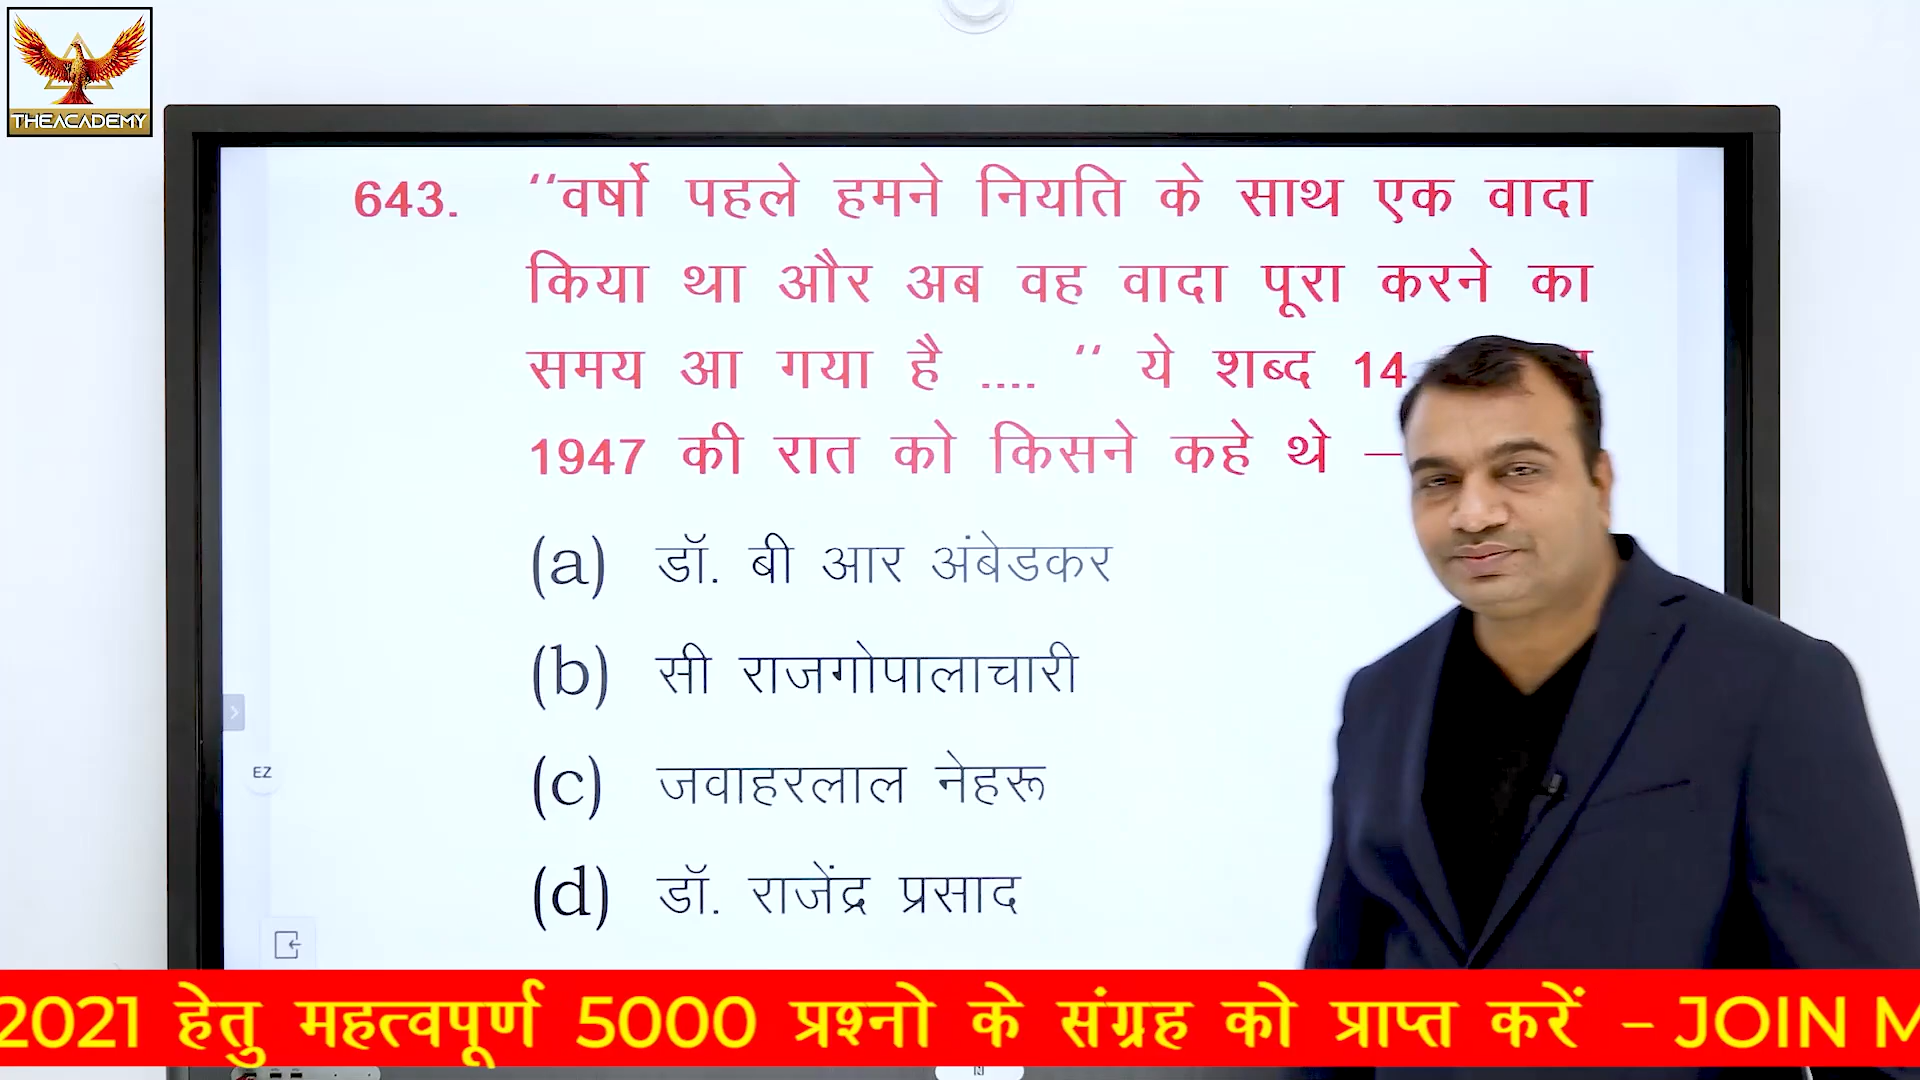 THEACADEMY
643. ‘‘वर्षो पहले हमने नियति के साथ एक वादा
किया था और अब वह वादा पूरा करने का
समय आ गया है .... ‘‘ ये शब्द 14
1947 की रात को किसने कहे थे –
(a) डॉ. बी आर अंबेडकर
(b) सी राजगोपालाचारी
(c) जवाहरलाल नेहरू
(d) डॉ. राजेंद्र प्रसाद
EZ
2021 हेतु महत्वपूर्ण 5000 प्रश्नो के संग्रह को प्राप्त करें – JOIN